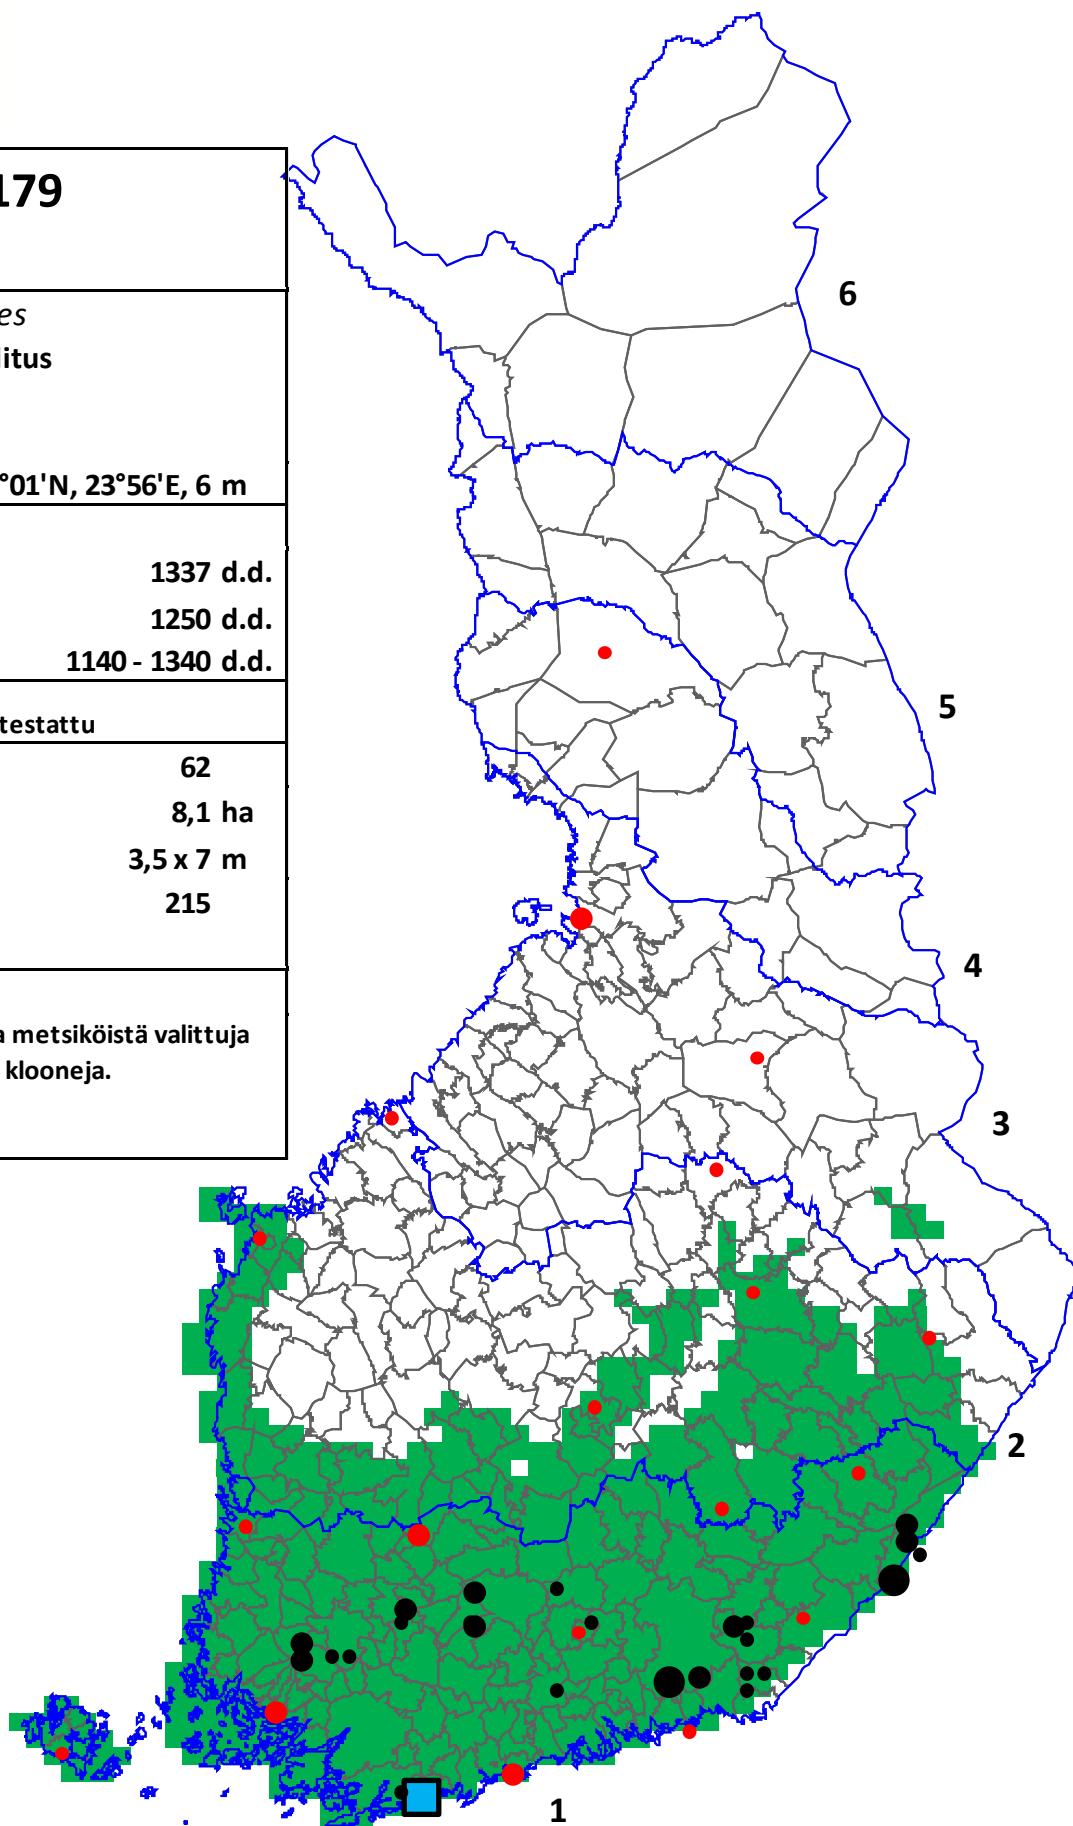 179
es
litus
°01'N, 23°56'E, 6 m
1337 d.d.
1250 d.d.
1140 - 1340 d.d.
testattu
62
8,1 ha
3,5 x 7 m
215
a metsiköistä valittuja
klooneja.
6
5
4
3
2
1